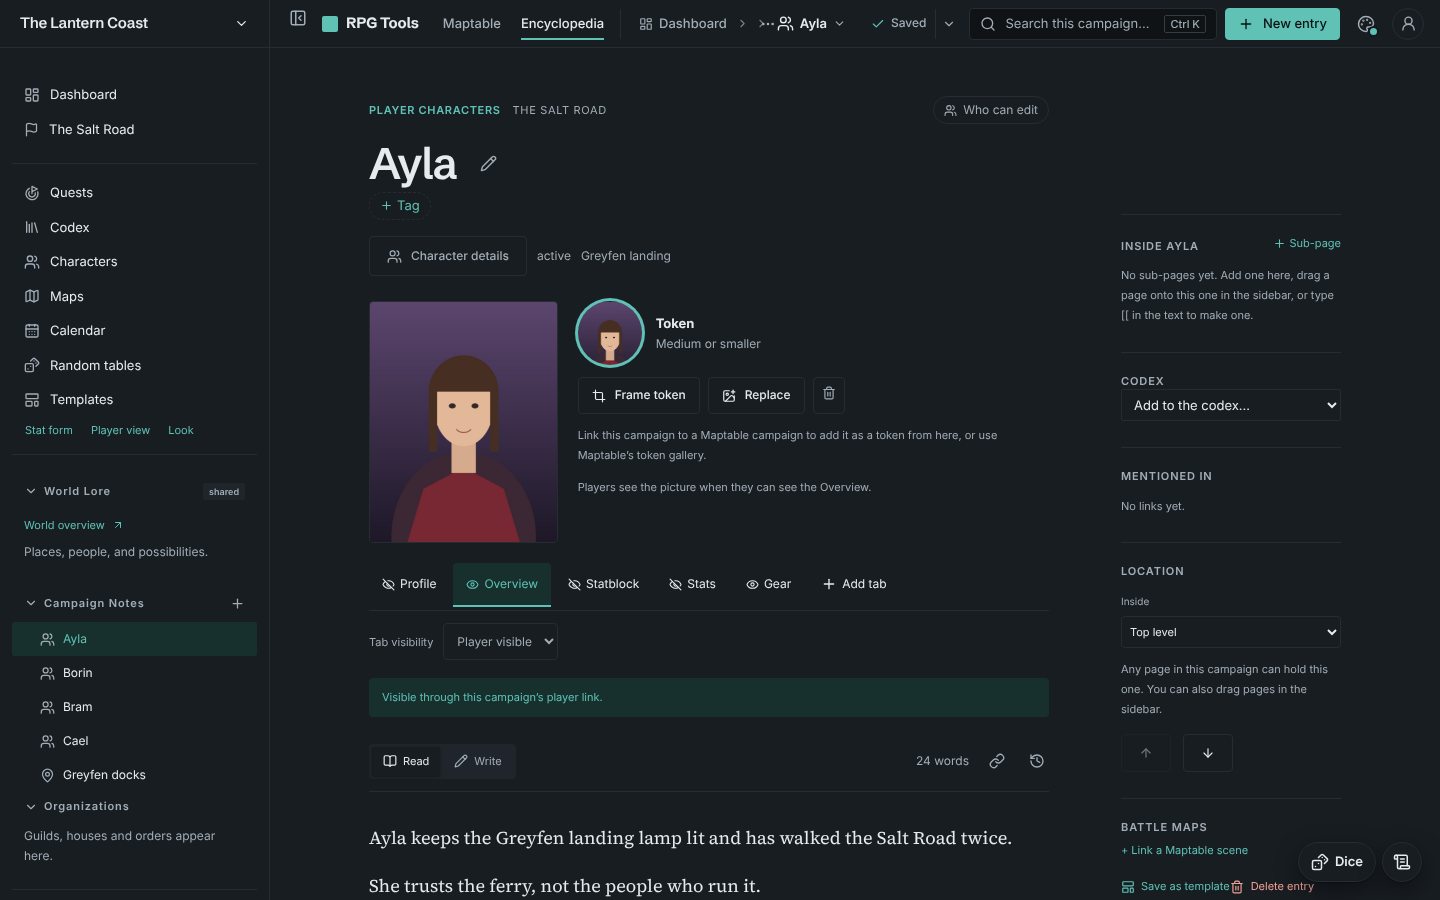 The Lantern Coast
RPG Tools
Maptable
Encyclopedia
Dashboard
Ayla
Saved
Search this campaign...
Ctrl K
New entry
Dashboard
The Salt Road
Quests
Codex
Characters
Maps
Calendar
Random tables
Templates
Stat form
Player view
Look
World Lore
shared
World overview
Places, people, and possibilities.
Campaign Notes
Ayla
Borin
Bram
Cael
Greyfen docks
Organizations
Guilds, houses and orders appear
here.
PLAYER CHARACTERS
THE SALT ROAD
Who can edit
Ayla
+ Tag
Character details
active
Greyfen landing
Token
Medium or smaller
Frame token
Replace
Link this campaign to a Maptable campaign to add it as a token from here, or use
Maptable’s token gallery.
Players see the picture when they can see the Overview.
Profile
Overview
Statblock
Stats
Gear
Add tab
Tab visibility
Player visible
Visible through this campaign’s player link.
Read
Write
24 words
Ayla keeps the Greyfen landing lamp lit and has walked the Salt Road twice.
She trusts the ferry, not the people who run it.
INSIDE AYLA
+ Sub-page
No sub-pages yet. Add one here, drag a
page onto this one in the sidebar, or type
[[ in the text to make one.
CODEX
Add to the codex...
MENTIONED IN
No links yet.
LOCATION
Inside
Top level
Any page in this campaign can hold this
one. You can also drag pages in the
sidebar.
BATTLE MAPS
+ Link a Maptable scene
Save as template
Delete entry
Dice